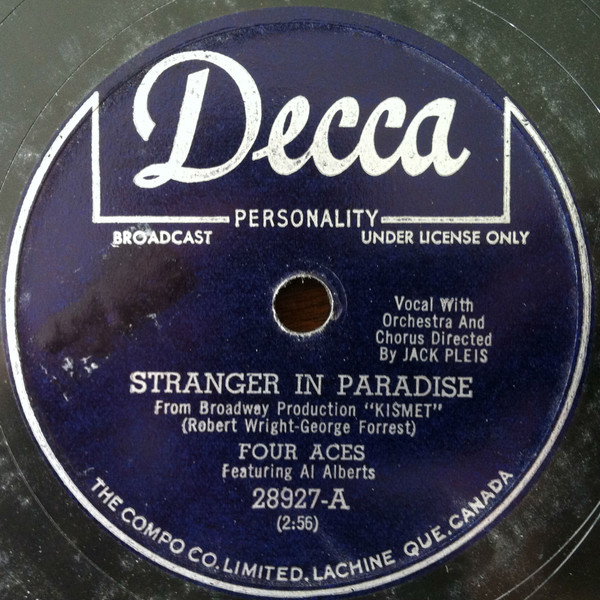 Decca
PERSONALITY
BROADCAST
UNDER LICENSE ONLY
Vocal With
Orchestra And
Chorus Directed
By JACK PLEIS
STRANGER IN PARADISE
From Broadway Production "KISMET"
(Robert Wright-George Forrest)
FOUR ACES
Featuring Al Alberts
28927-A
(2:56)
THE COMPO CO. LIMITED, LACHINE QUE. CANADA